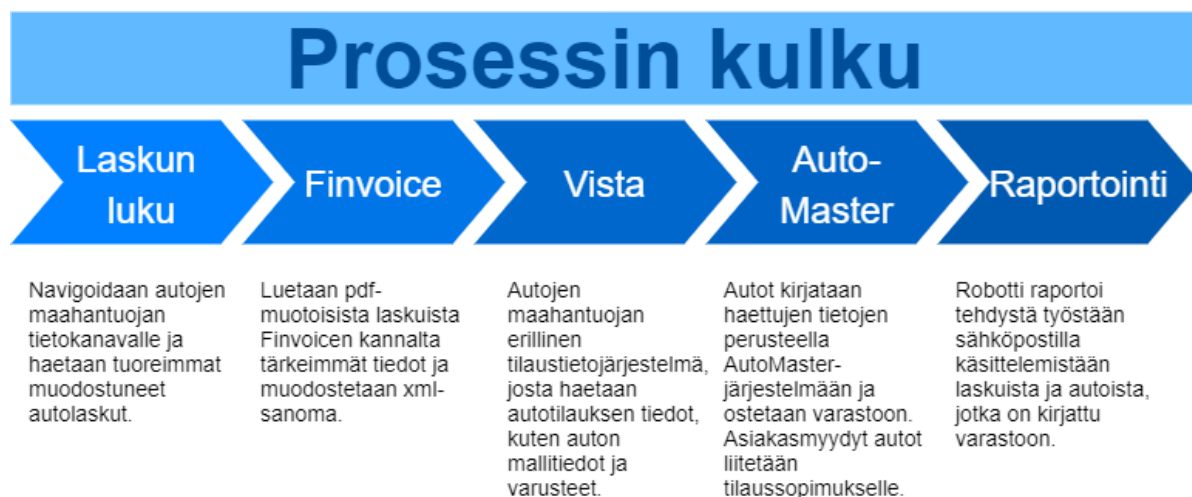 Prosessin kulku
Laskun
luku
Finvoice
Vista
Auto-
Master
Raportointi
Navigoidaan autojen
maahantuojan
tietokanavalle ja
haetaan tuoreimmat
muodostuneet
autolaskut.
Luetaan pdf-
muotoisista laskuista
Finvoicen kannalta
tärkeimmät tiedot ja
muodostetaan xml-
sanoma.
Autojen
maahantuojan
erillinen
tilaustietojärjestelmä,
josta haetaan
autotilauksen tiedot,
kuten auton
mallitiedot ja
varusteet.
Autot kirjataan
haettujen tietojen
perusteella
AutoMaster-
järjestelmään ja
ostetaan varastoon.
Asiakasmyydyt autot
liitetään
tilaussopimukselle.
Robotti raportoi
tehdystä työstään
sähköpostilla
käsittelemistään
laskuista ja autoista,
jotka on kirjattu
varastoon.